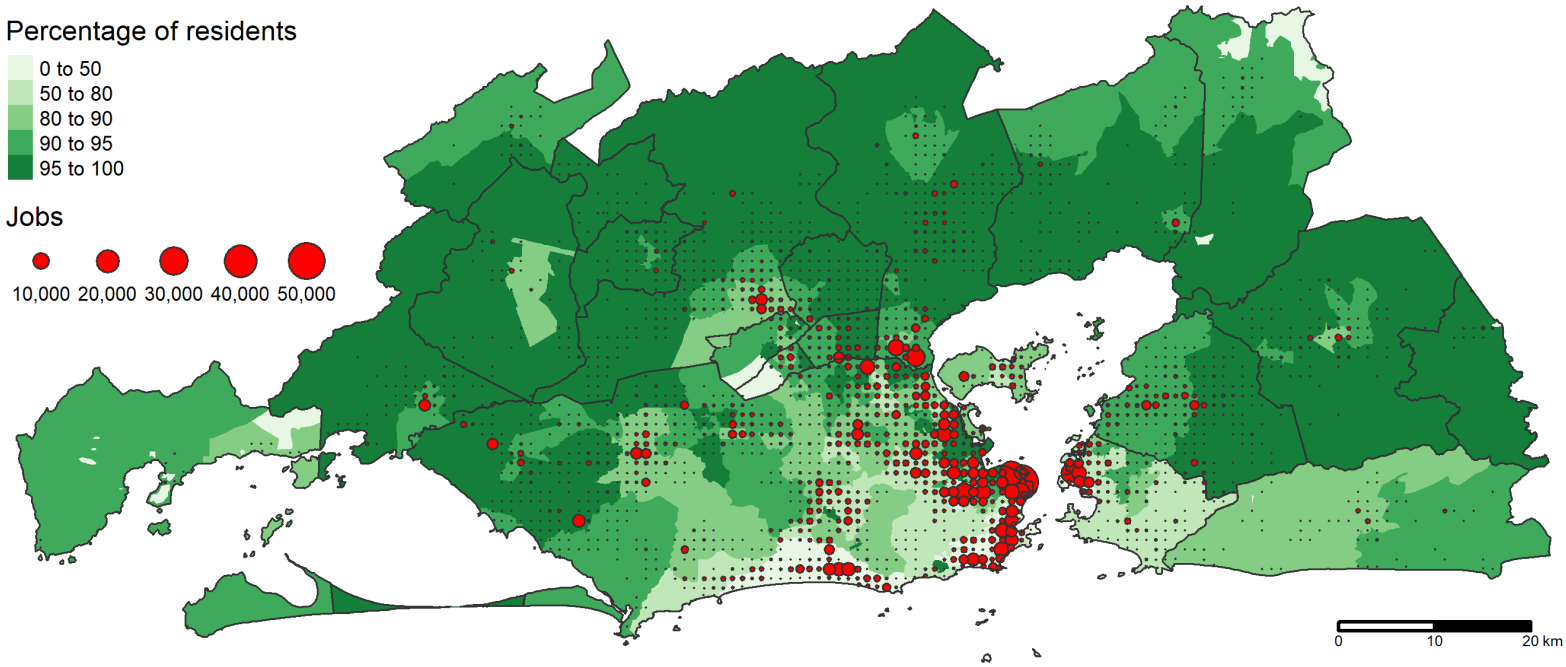 Percentage of residents
0 to 50
50 to 80
80 to 90
90 to 95
95 to 100
Jobs
10,000 20,000 30,000 40,000 50,000
0 10 20 km